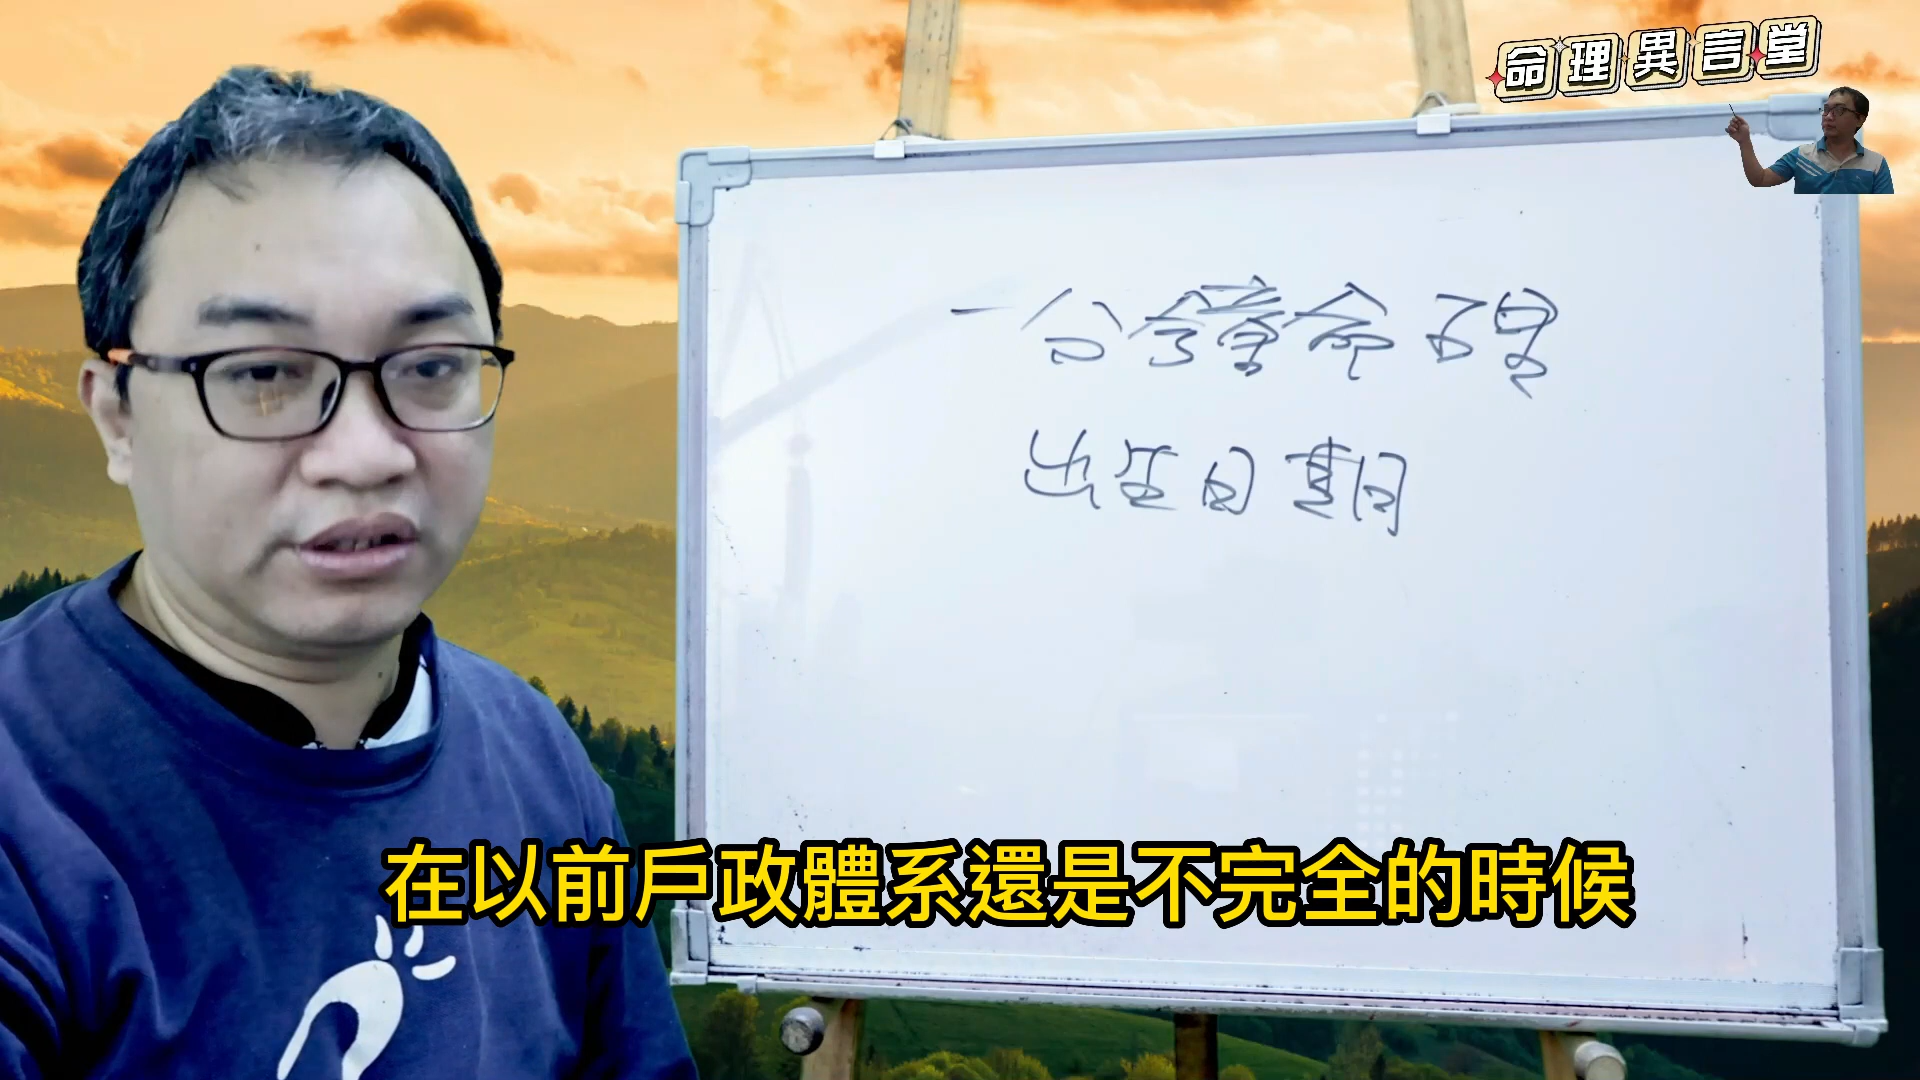 命理異言堂
一分鐘命理
出生日期
在以前戶政體系還是不完全的時候